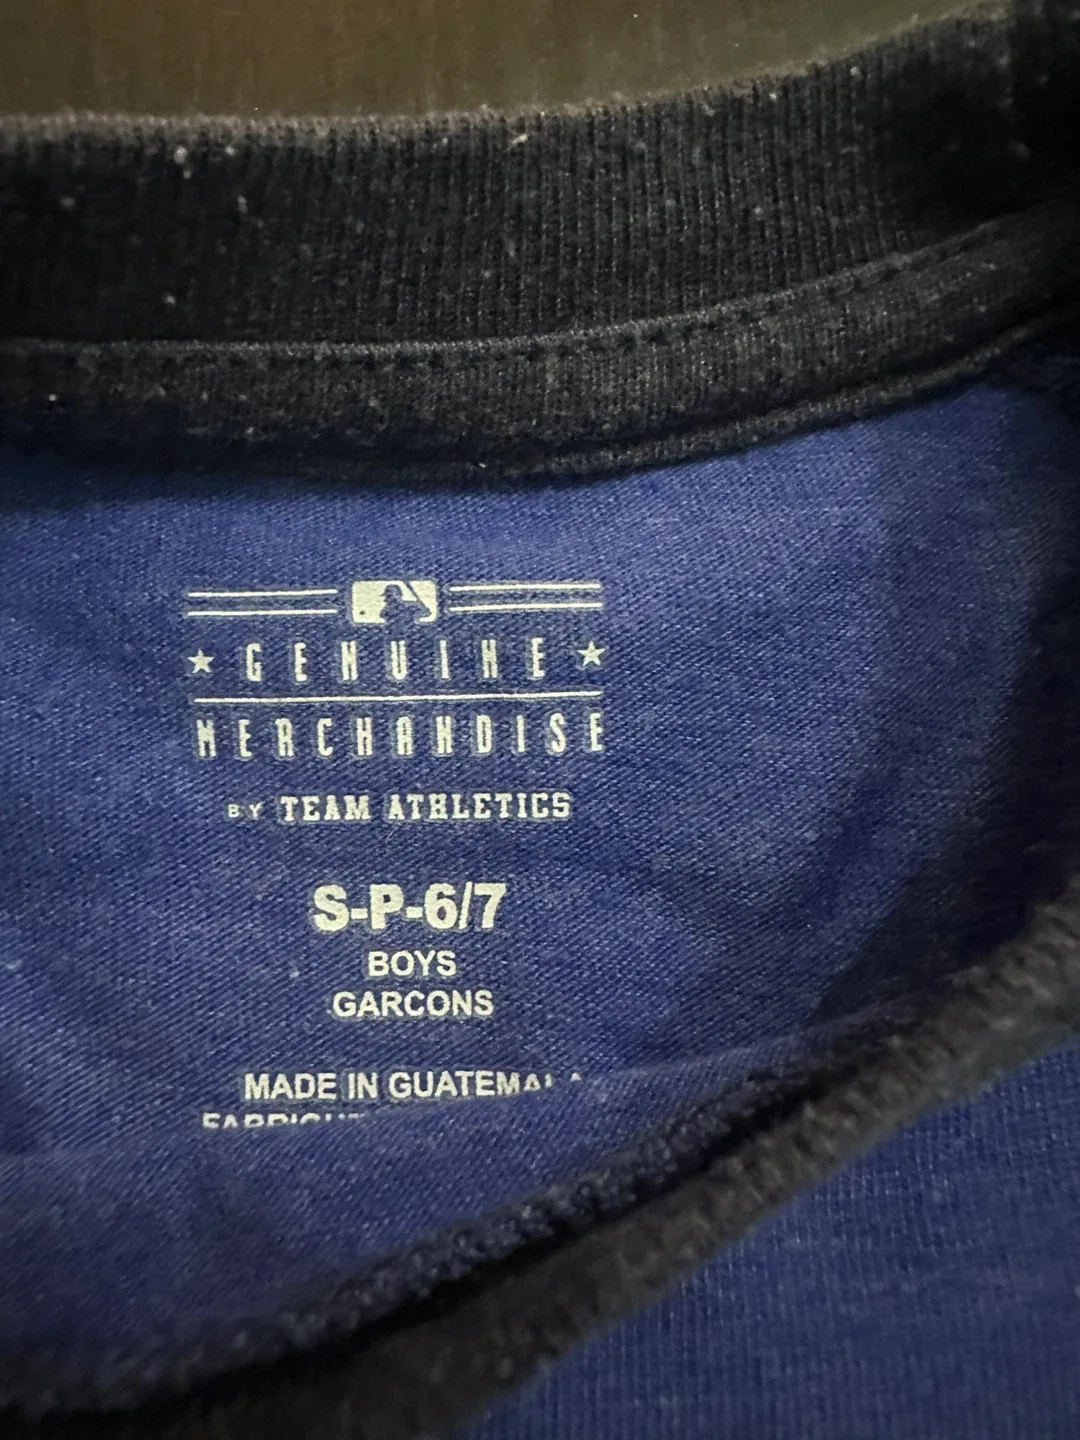 GENUINE
MERCHANDISE
BY TEAM ATHLETICS
S-P-6/7
BOYS
GARCONS
MADE IN GUATEMALA